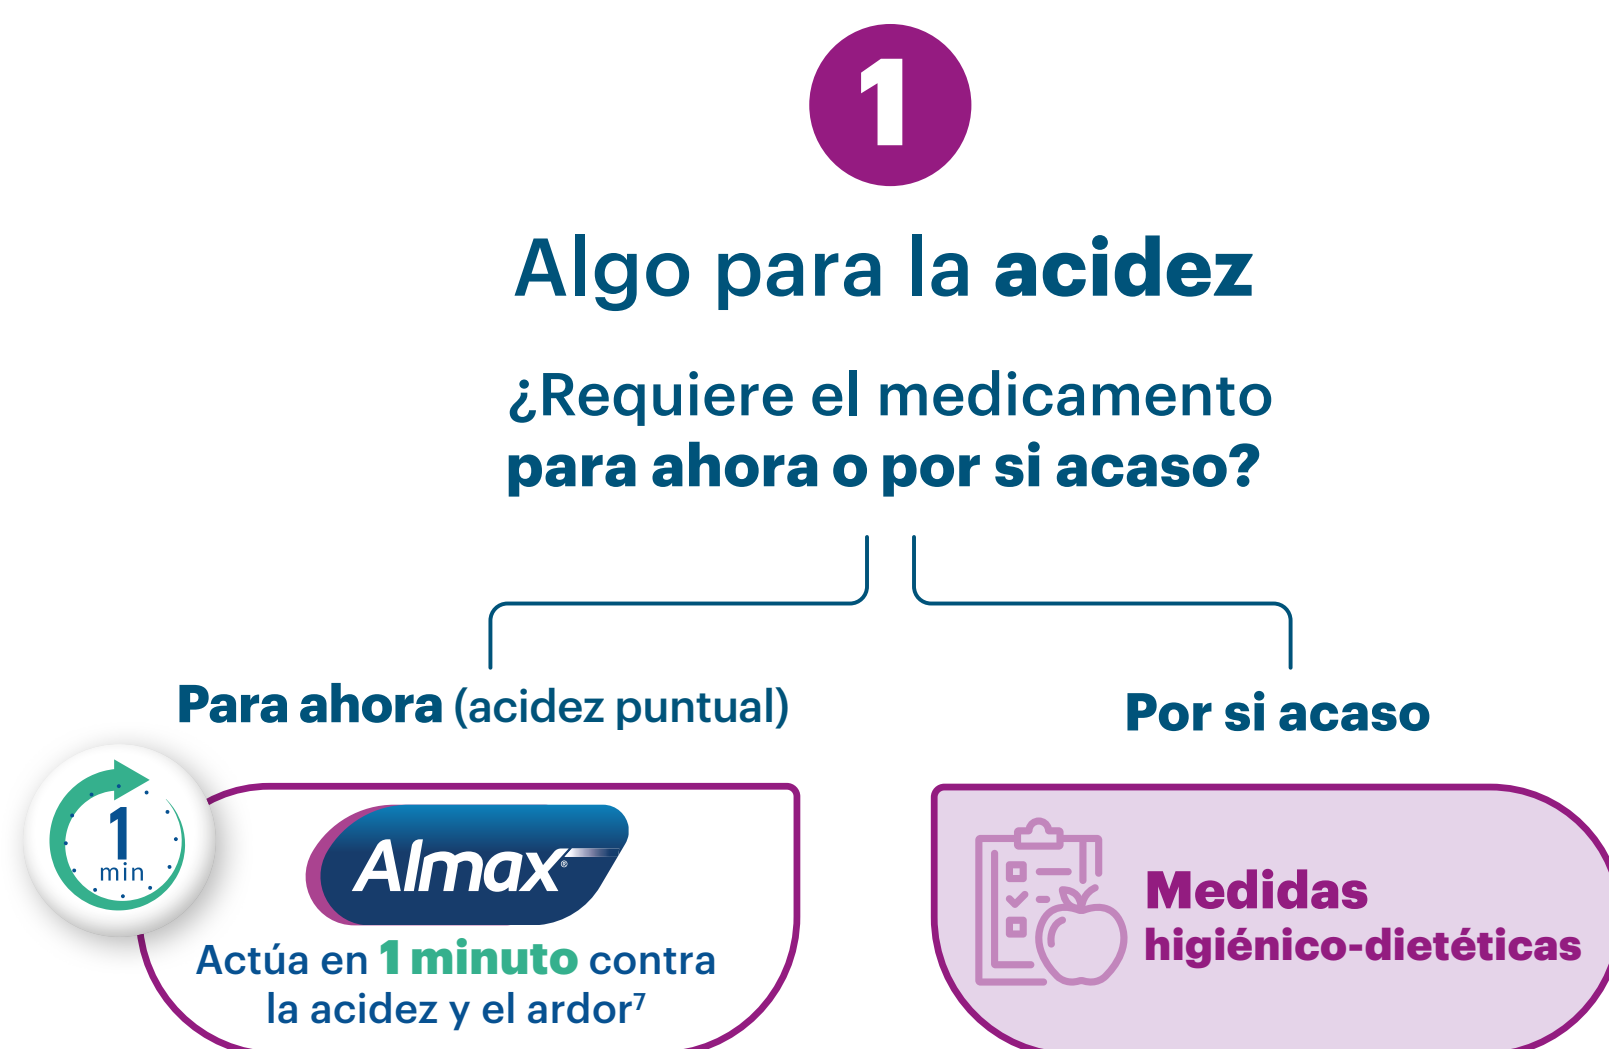 1
Algo para la acidez
¿Requiere el medicamento
para ahora o por si acaso?
Para ahora (acidez puntual)
Por si acaso
1
min
Almax®
Actúa en 1 minuto contra
la acidez y el ardor⁷
Medidas
higiénico-dietéticas